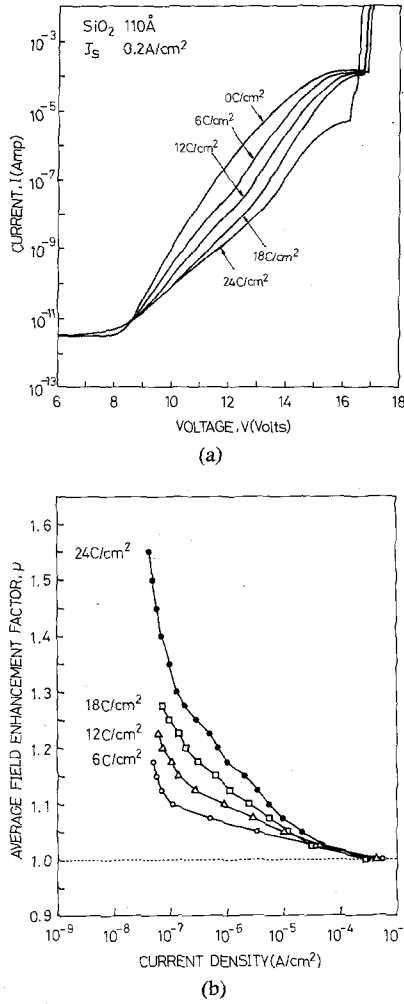 SiO2 110Å
Js 0.2A/cm²
10⁻³
10⁻⁵
10⁻⁷
10⁻⁹
10⁻¹¹
10⁻¹³
CURRENT, I(Amp)
0C/cm²
6C/cm²
12C/cm²
18C/cm²
24C/cm²
6 8 10 12 14 16 18
VOLTAGE, V(Volts)
(a)
AVERAGE FIELD ENHANCEMENT FACTOR, μ
1.6
1.5
1.4
1.3
1.2
1.1
1.0
0.9
24C/cm²
18C/cm²
12C/cm²
6C/cm²
10⁻⁹ 10⁻⁸ 10⁻⁷ 10⁻⁶ 10⁻⁵ 10⁻⁴
CURRENT DENSITY(A/cm²)
(b)